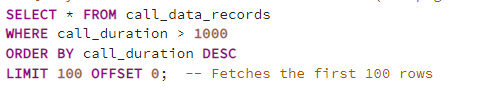 SELECT * FROM call_data_records
WHERE call_duration > 1000
ORDER BY call_duration DESC
LIMIT 100 OFFSET 0;  -- Fetches the first 100 rows